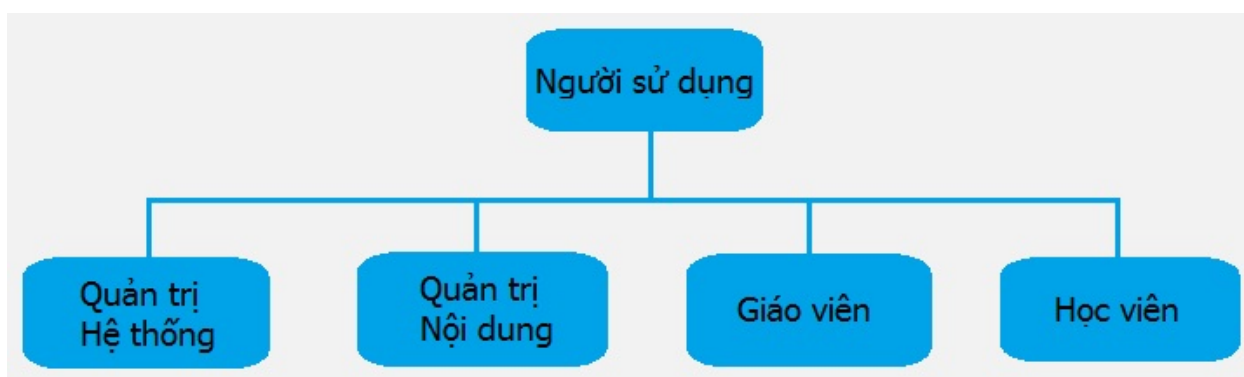 Người sử dụng
Quản trị
Hệ thống
Quản trị
Nội dung
Giáo viên
Học viên